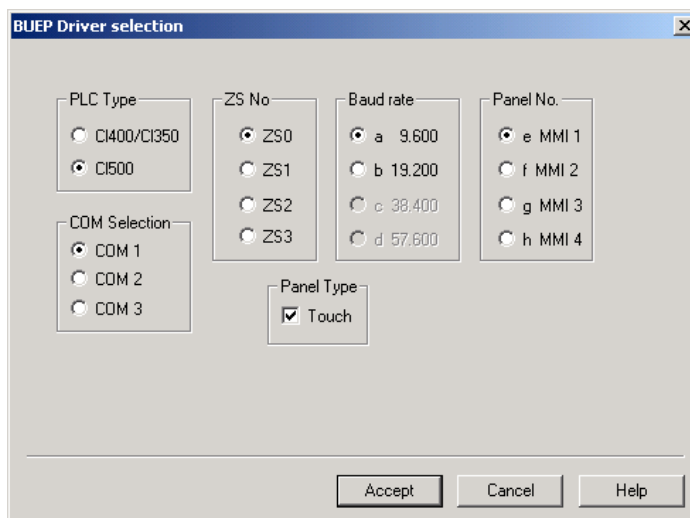 BUEP Driver selection
PLC Type
CI400/CI350
CI500
COM Selection
COM 1
COM 2
COM 3
ZS No
ZS0
ZS1
ZS2
ZS3
Baud rate
a 9.600
b 19.200
c 38.400
d 57.600
Panel No.
e MMI 1
f MMI 2
g MMI 3
h MMI 4
Panel Type
Touch
Accept
Cancel
Help